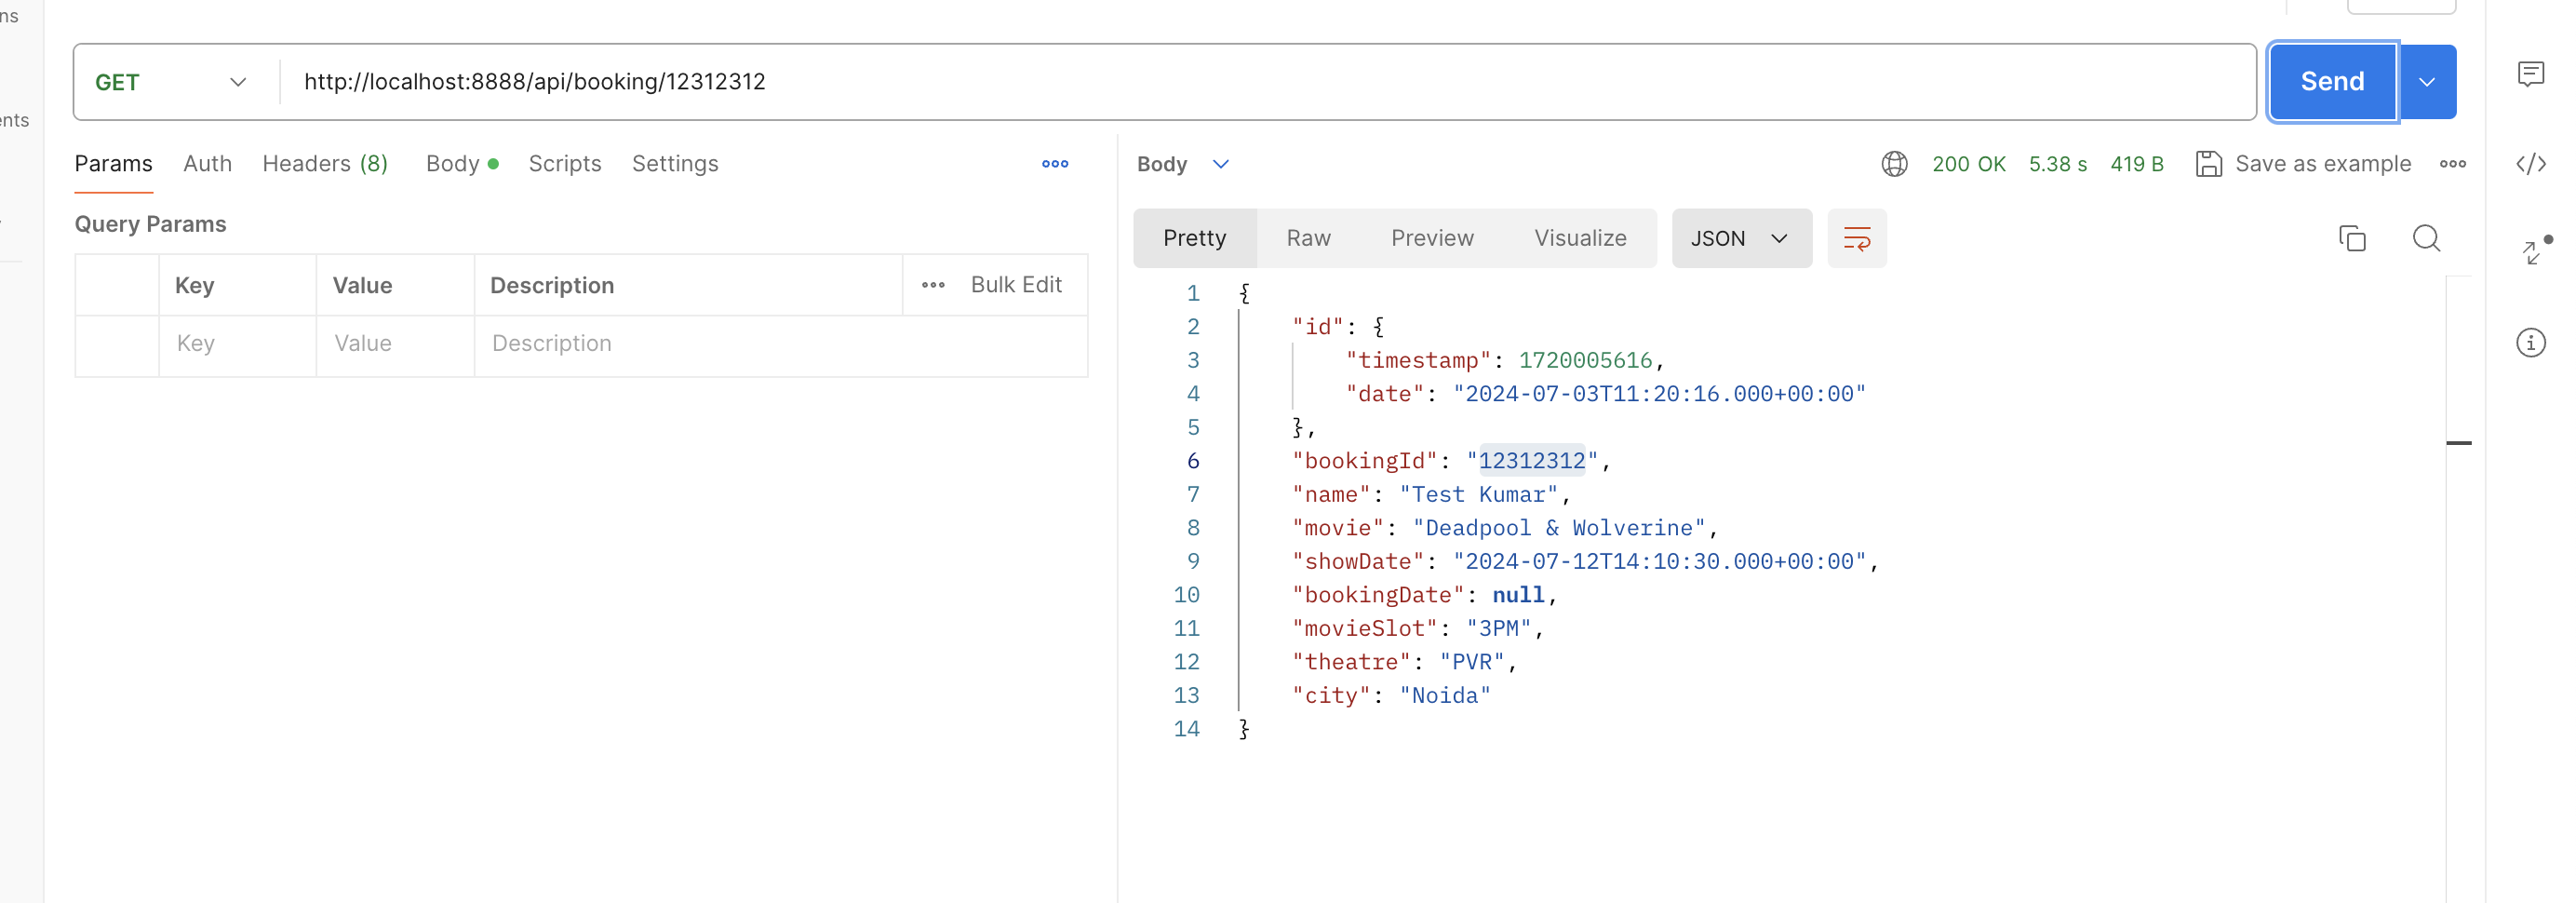 ns
GET http://localhost:8888/api/booking/12312312 Send
ents
Params Auth Headers (8) Body Scripts Settings
Query Params
Key Value Description Bulk Edit
Key Value Description
Body 200 OK 5.38 s 419 B Save as example
Pretty Raw Preview Visualize JSON
1 {
2 "id": {
3 "timestamp": 1720005616,
4 "date": "2024-07-03T11:20:16.000+00:00"
5 },
6 "bookingId": "12312312",
7 "name": "Test Kumar",
8 "movie": "Deadpool & Wolverine",
9 "showDate": "2024-07-12T14:10:30.000+00:00",
10 "bookingDate": null,
11 "movieSlot": "3PM",
12 "theatre": "PVR",
13 "city": "Noida"
14 }